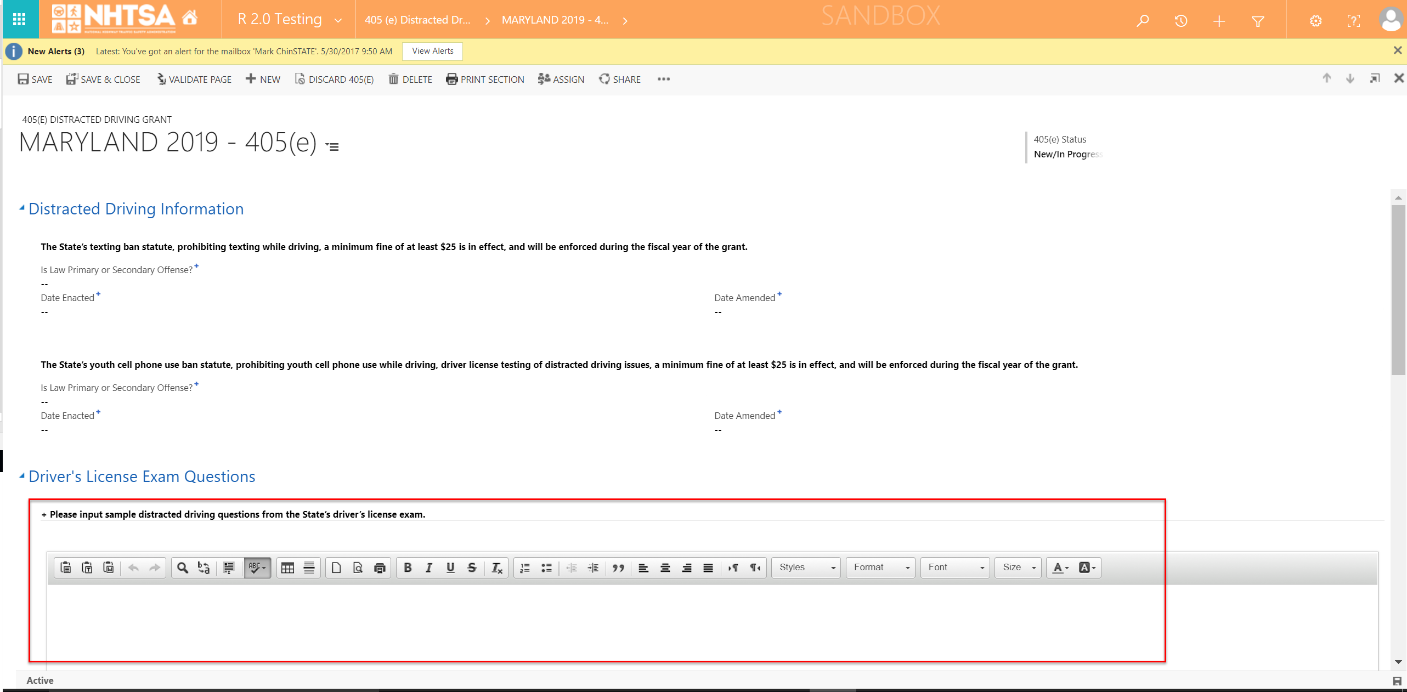 NHTSA
R 2.0 Testing
405 (e) Distracted Dr...
MARYLAND 2019 - 4...
SANDBOX
New Alerts (3) Latest: You've got an alert for the mailbox 'Mark ChinSTATE'. 5/30/2017 9:50 AM View Alerts
SAVE SAVE & CLOSE VALIDATE PAGE NEW DISCARD 405(E) DELETE PRINT SECTION ASSIGN SHARE •••
405(E) DISTRACTED DRIVING GRANT
MARYLAND 2019 - 405(e)
405(e) Status
New/In Progress
Distracted Driving Information
The State's texting ban statute, prohibiting texting while driving, a minimum fine of at least $25 is in effect, and will be enforced during the fiscal year of the grant.
Is Law Primary or Secondary Offense? +
--
Date Enacted + Date Amended +
-- --
The State's youth cell phone use ban statute, prohibiting youth cell phone use while driving, driver license testing of distracted driving issues, a minimum fine of at least $25 is in effect, and will be enforced during the fiscal year of the grant.
Is Law Primary or Secondary Offense? +
--
Date Enacted + Date Amended +
-- --
Driver's License Exam Questions
+ Please input sample distracted driving questions from the State's driver's license exam.
B I U S Styles Format Font Size A A
Active